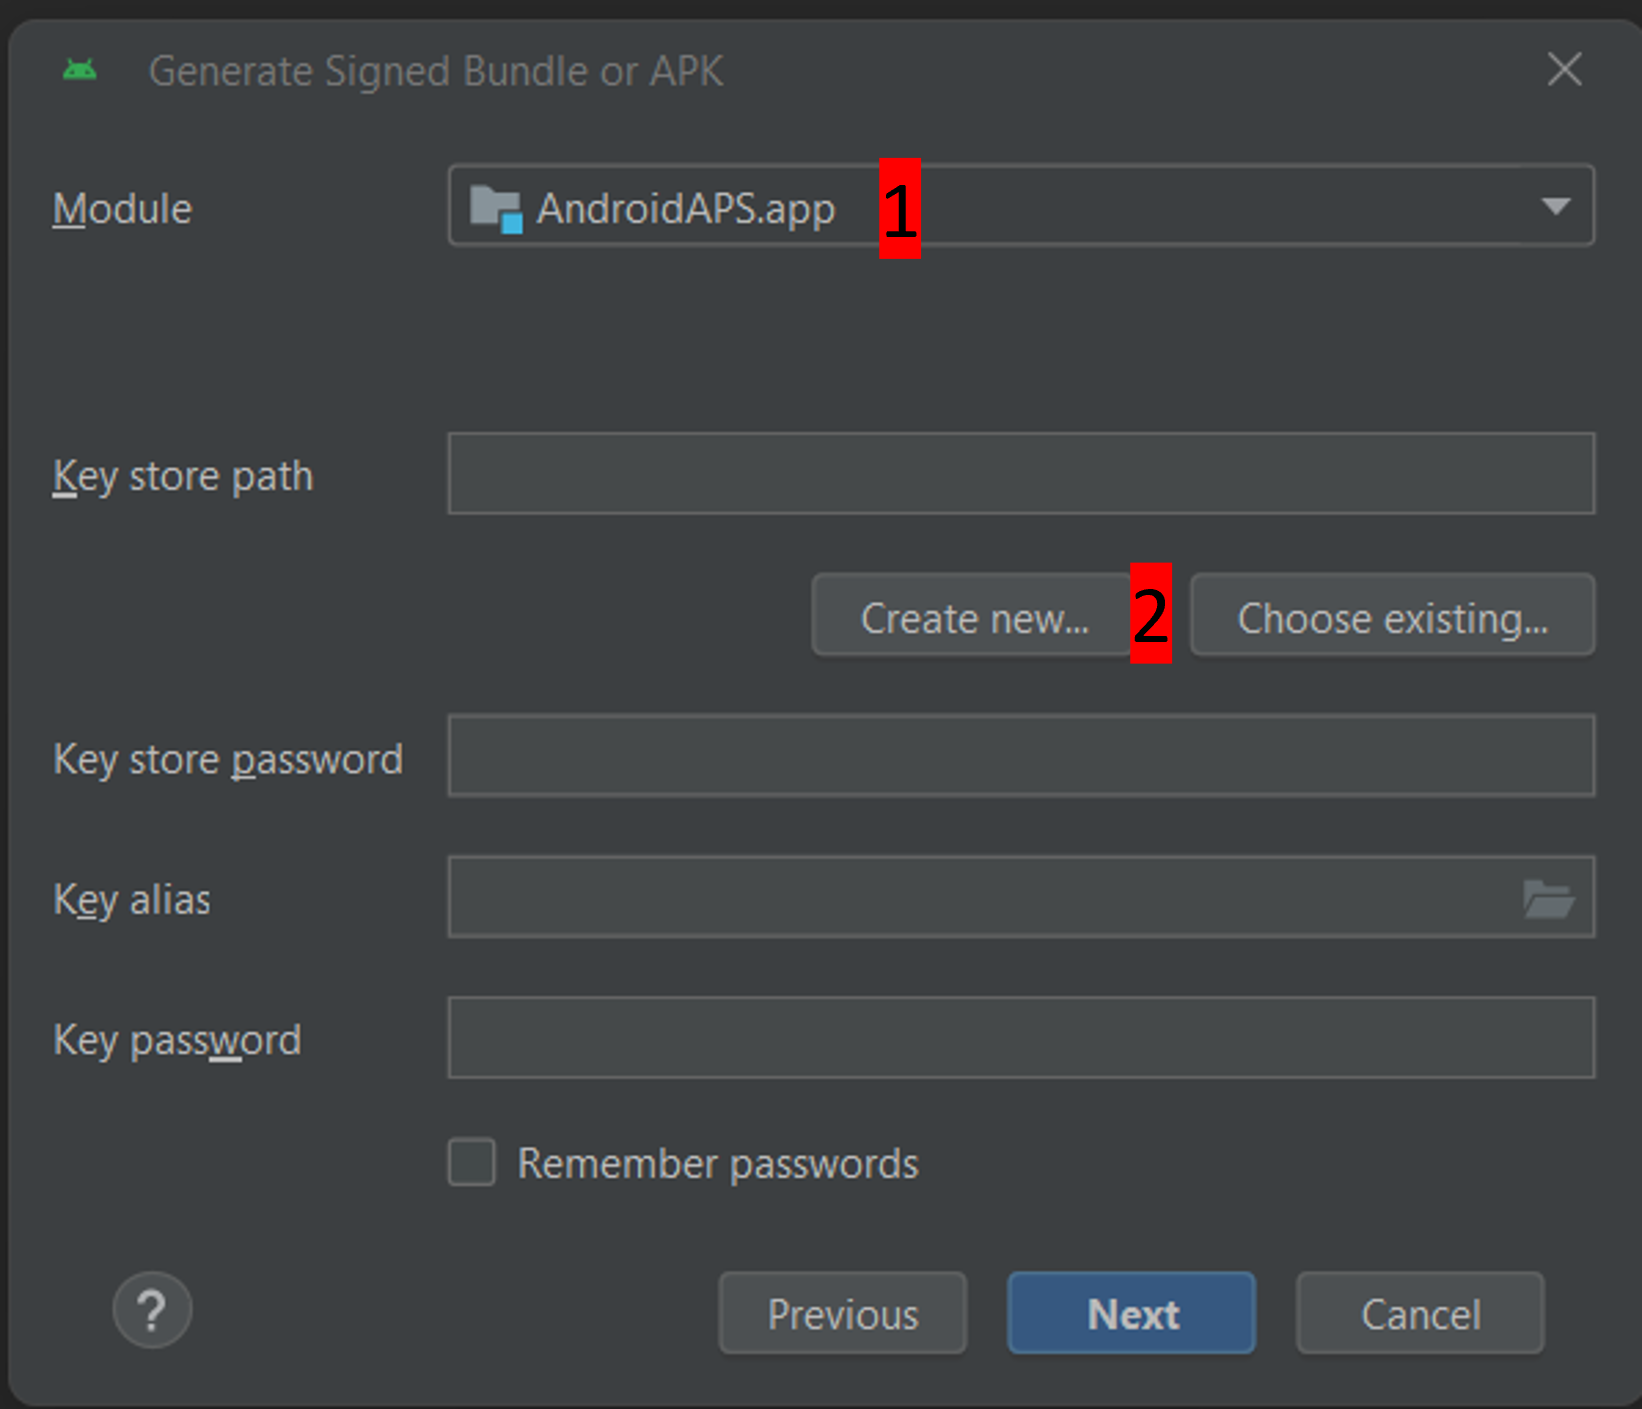 Generate Signed Bundle or APK
Module AndroidAPS.app 1
Key store path
Create new... 2 Choose existing...
Key store password
Key alias
Key password
Remember passwords
? Previous Next Cancel